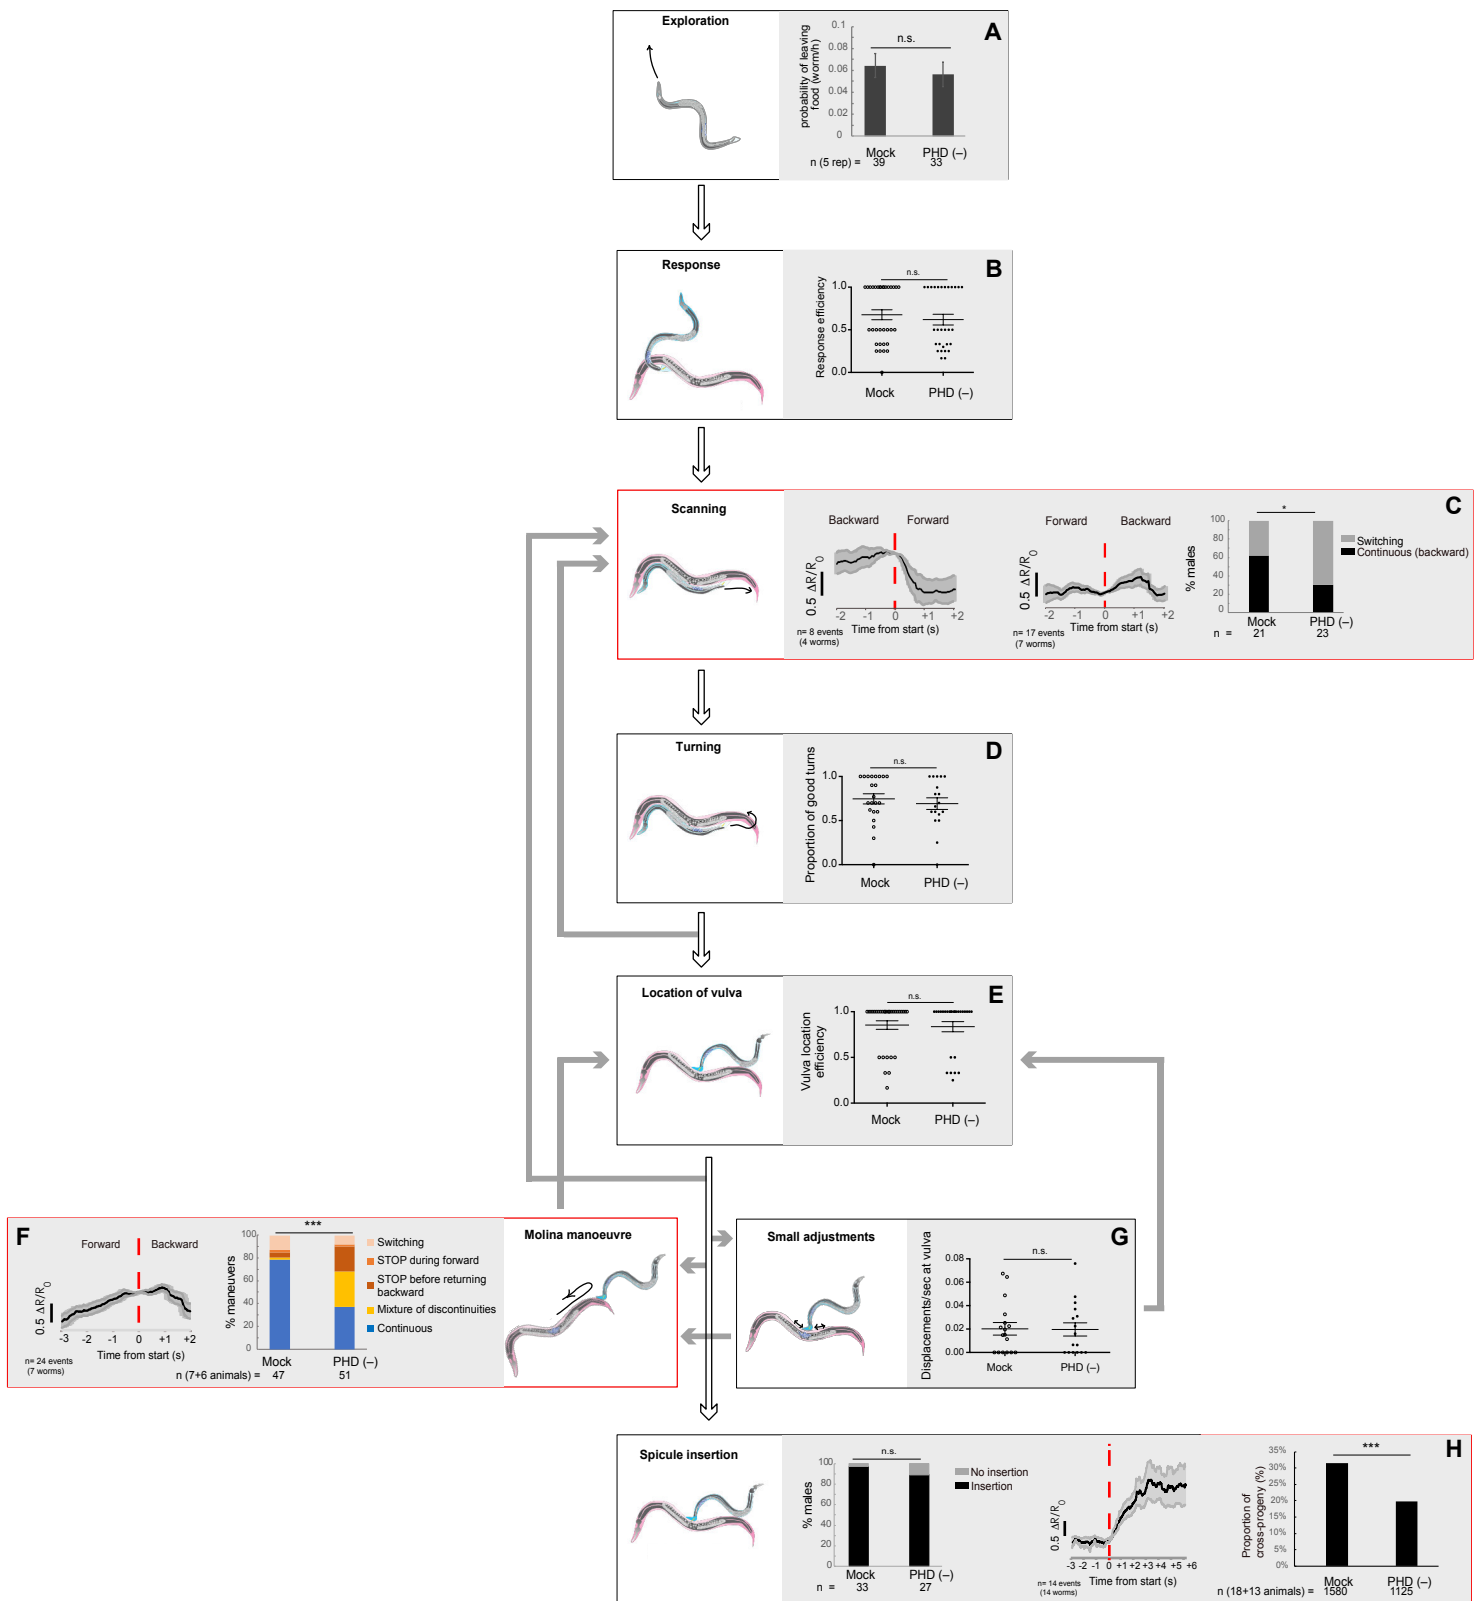 Exploration
A
probability of leaving
food (worm/h)
0.1
0.08
0.06
0.04
0.02
0
n.s.
Mock
PHD (–)
n (5 rep) =
39
33
Response
B
Response efficiency
1.0
0.5
0.0
n.s.
Mock
PHD (–)
Scanning
C
Backward
Forward
0.5 ΔR/R0
-2
-1
0
+1
+2
n= 8 events
(4 worms)
Time from start (s)
Forward
Backward
0.5 ΔR/R0
-2
-1
0
+1
+2
n= 17 events
(7 worms)
Time from start (s)
% males
100
80
60
40
20
0
*
Switching
Continuous (backward)
Mock
PHD (–)
n =
21
23
Turning
D
Proportion of good turns
1.0
0.5
0.0
n.s.
Mock
PHD (–)
Location of vulva
E
Vulva location
efficiency
1.0
0.5
1.0
n.s.
Mock
PHD (–)
F
Forward
Backward
0.5 ΔR/R0
-3
-2
-1
0
+1
+2
n= 24 events
(7 worms)
Time from start (s)
% maneuvers
100
80
60
40
20
0
***
Switching
STOP during forward
STOP before returning
backward
Mixture of discontinuities
Continuous
Mock
PHD (–)
n (7+6 animals) =
47
51
Molina manoeuvre
Small adjustments
G
Displacements/sec at vulva
0.08
0.06
0.04
0.02
0.00
n.s.
Mock
PHD (–)
Spicule insertion
H
% males
100
80
60
40
20
0
n.s.
No insertion
Insertion
Mock
PHD (–)
n =
33
27
0.5 ΔR/R0
-3 -2 -1 0 +1 +2 +3 +4 +5 +6
n= 14 events
(14 worms)
Time from start (s)
Proportion of
cross-progeny (%)
35%
30%
25%
20%
15%
10%
5%
0%
***
Mock
PHD (–)
n (18+13 animals) =
1580
1125